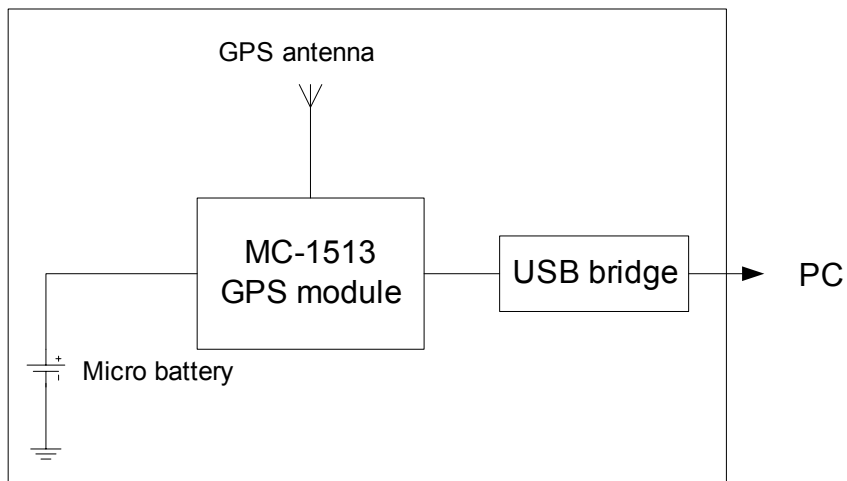 GPS antenna
MC-1513
GPS module
USB bridge
PC
+
Micro battery
-